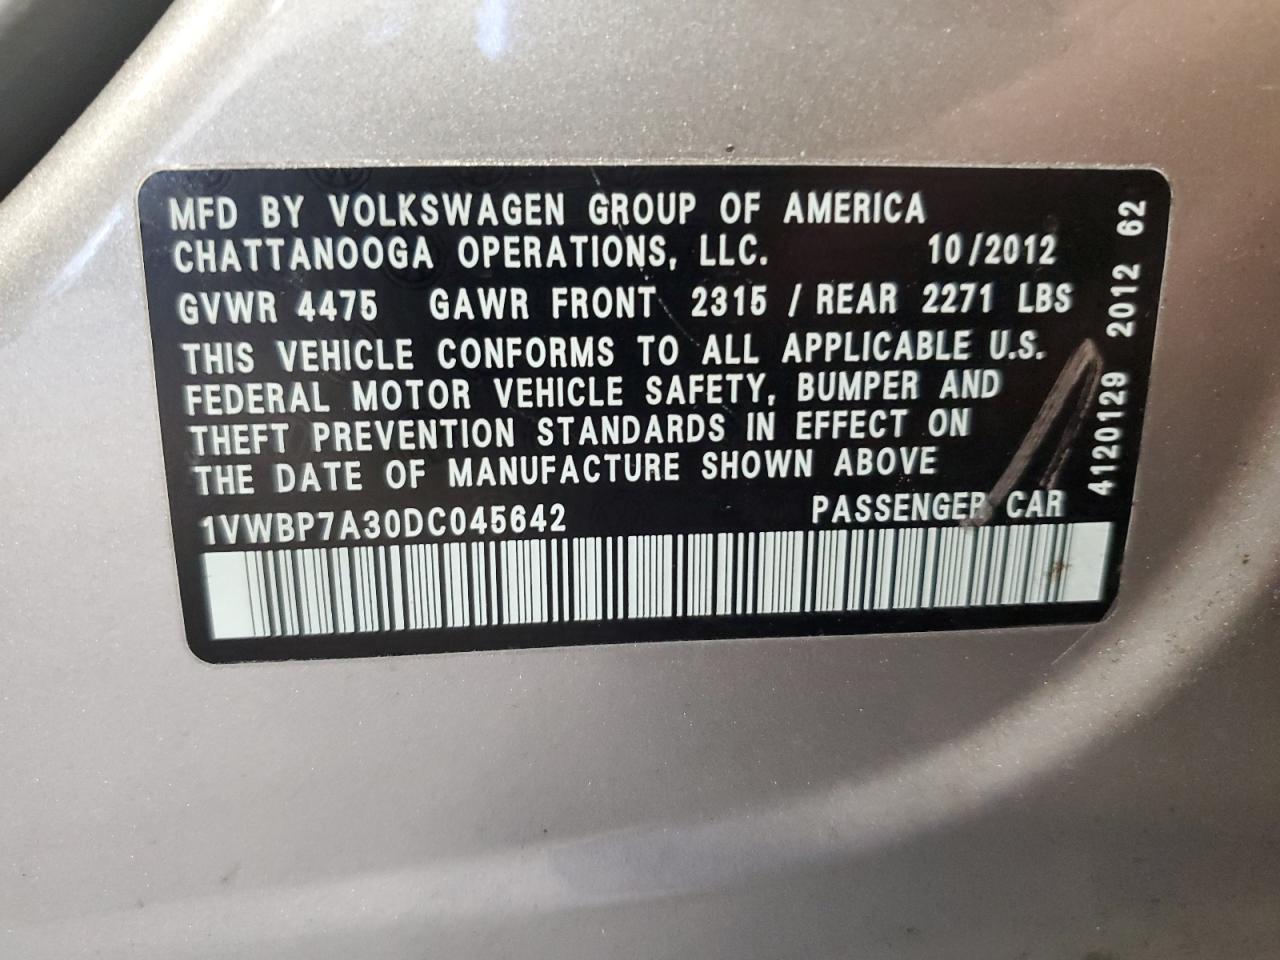 MFD BY VOLKSWAGEN GROUP OF AMERICA
CHATTANOOGA OPERATIONS, LLC. 10/2012
GVWR 4475 GAWR FRONT 2315 / REAR 2271 LBS
THIS VEHICLE CONFORMS TO ALL APPLICABLE U.S.
FEDERAL MOTOR VEHICLE SAFETY, BUMPER AND
THEFT PREVENTION STANDARDS IN EFFECT ON
THE DATE OF MANUFACTURE SHOWN ABOVE
1VWBP7A30DC045642 PASSENGER CAR
4120129 2012 62